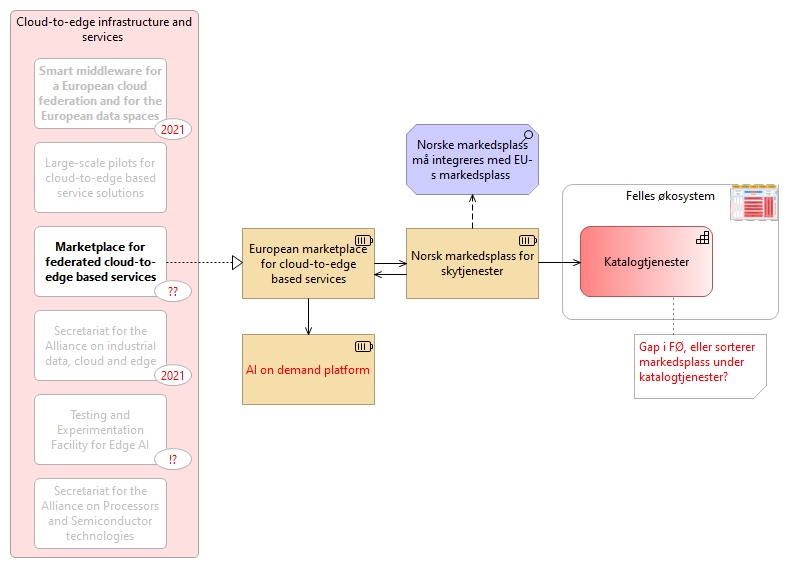 Cloud-to-edge infrastructure and
services
Smart middleware for
a European cloud
federation and for the
European data spaces
2021
Large-scale pilots for
cloud-to-edge based
service solutions
Marketplace for
federated cloud-to-
edge based services
??
Secretariat for the
Alliance on industrial
data, cloud and edge
2021
Testing and
Experimentation
Facility for Edge AI
!?
Secretariat for the
Alliance on Processors
and Semiconductor
technologies
European marketplace
for cloud-to-edge
based services
AI on demand platform
Norske markedsplass
må integreres med EU-
s markedsplass
Norsk markedsplass for
skytjenester
Felles økosystem
Katalogtjenester
Gap i FØ, eller sorterer
markedsplass under
katalogtjenester?